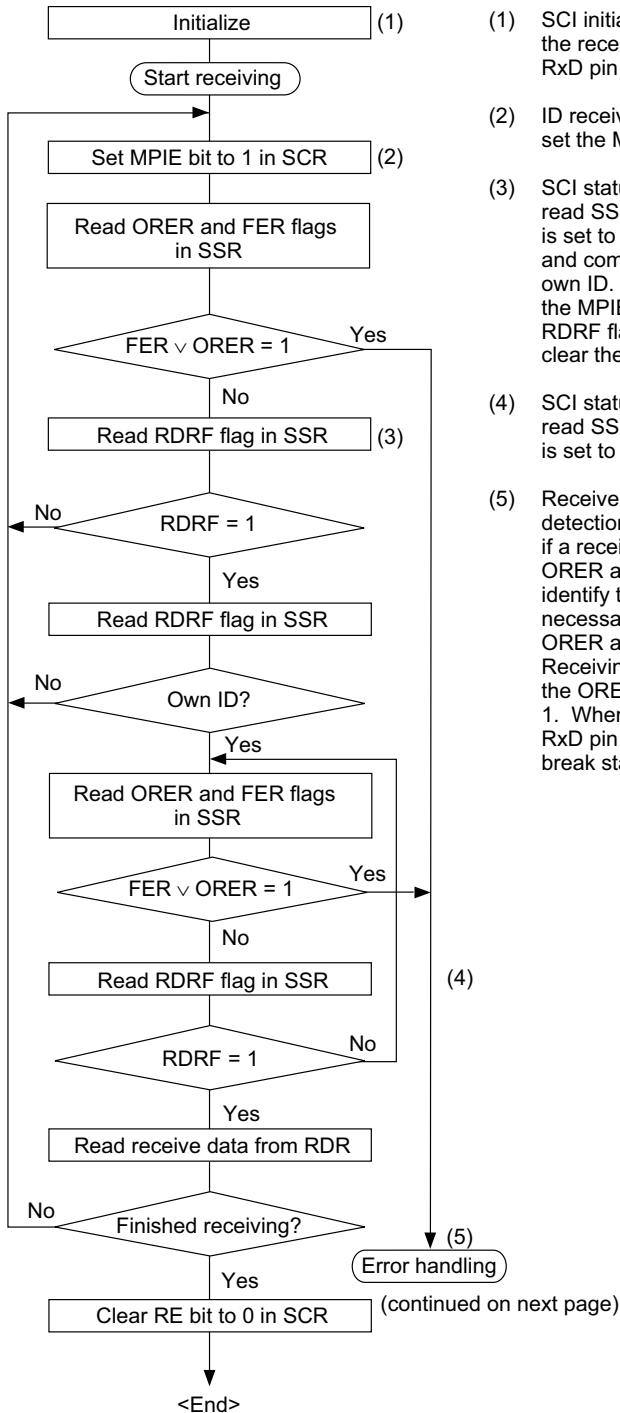 Initialize
(1)
Start receiving
Set MPIE bit to 1 in SCR
(2)
Read ORER and FER flags
in SSR
FER ∨ ORER = 1
Yes
No
Read RDRF flag in SSR
(3)
No
RDRF = 1
Yes
Read RDRF flag in SSR
No
Own ID?
Yes
Read ORER and FER flags
in SSR
FER ∨ ORER = 1
Yes
No
Read RDRF flag in SSR
(4)
RDRF = 1
No
Yes
Read receive data from RDR
No
Finished receiving?
(5)
Error handling
Yes
Clear RE bit to 0 in SCR
(continued on next page)
<End>
(1) SCI initia
the recei
RxD pin
(2) ID receiv
set the M
(3) SCI statu
read SS
is set to
and com
own ID.
the MPIE
RDRF fla
clear the
(4) SCI statu
read SS
is set to
(5) Receive
detection
if a recei
ORER a
identify t
necessa
ORER a
Receivin
the ORE
1. When
RxD pin
break sta